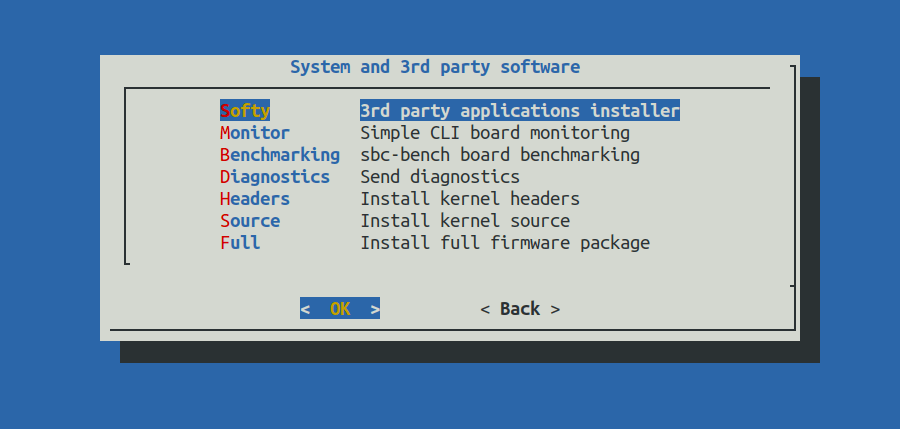 System and 3rd party software
Softy 3rd party applications installer
Monitor Simple CLI board monitoring
Benchmarking sbc-bench board benchmarking
Diagnostics Send diagnostics
Headers Install kernel headers
Source Install kernel source
Full Install full firmware package
< OK > < Back >